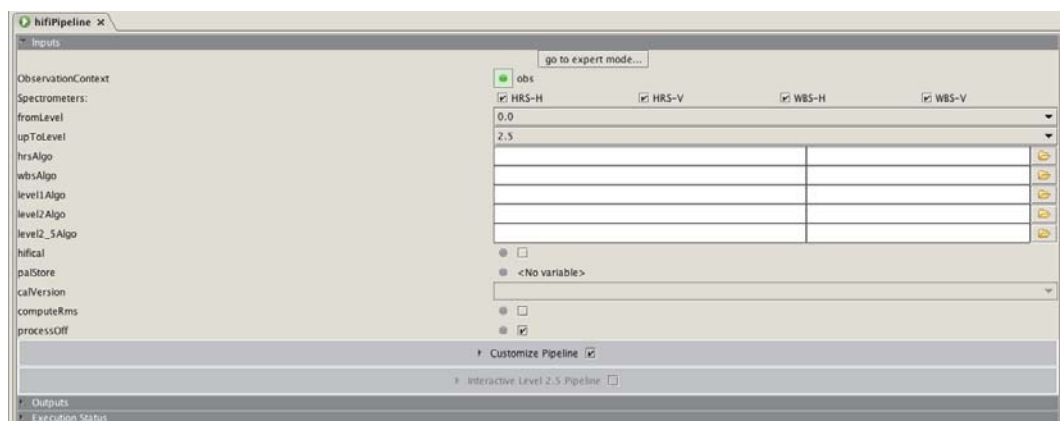 hifiPipeline ×
Inputs
go to expert mode...
ObservationContext obs
Spectrometers: HRS-H HRS-V WBS-H WBS-V
fromLevel 0.0
upToLevel 2.5
hrsAlgo
wbsAlgo
level1Algo
level2Algo
level2_5Algo
hifical
palStore <No variable>
calVersion
computeRms
processOff
Customize Pipeline
Interactive Level 2.5 Pipeline
Outputs
Execution Status